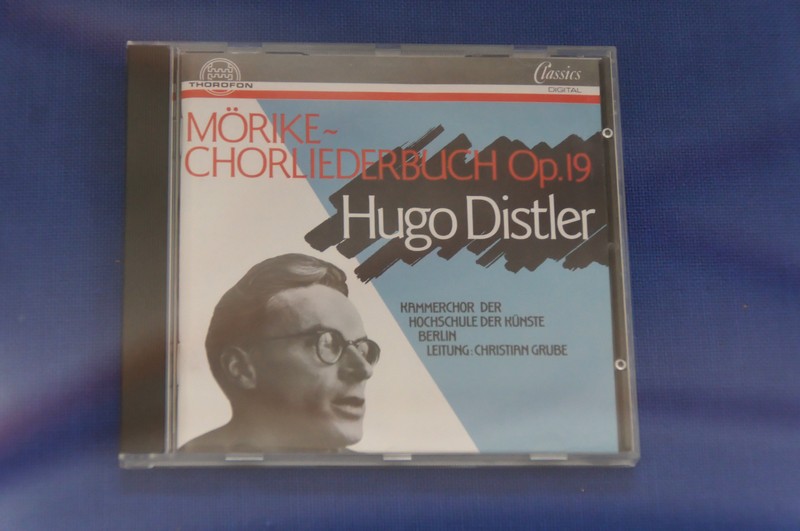 THOROFON
Classics
DIGITAL
MÖRIKE~
CHORLIEDERBUCH Op.19
Hugo Distler
KAMMERCHOR DER
HOCHSCHULE DER KÜNSTE
BERLIN
LEITUNG: CHRISTIAN GRUBE